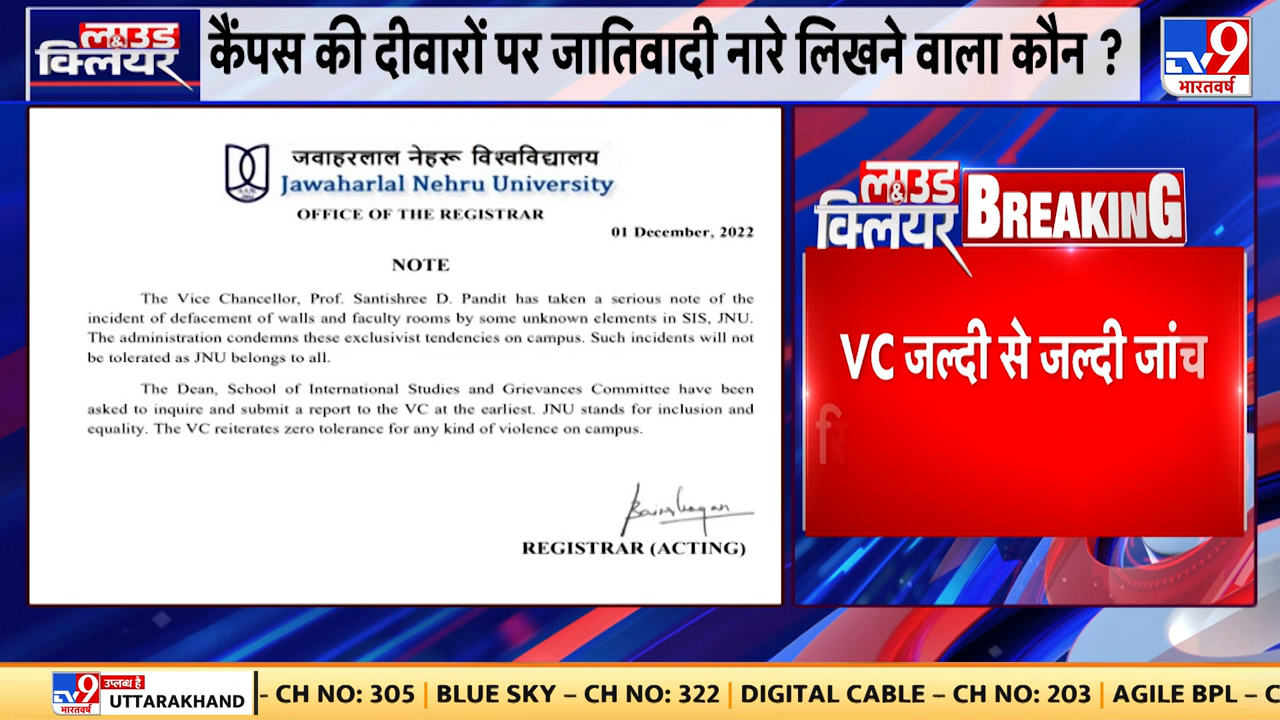 लाउड & क्लियर
कैंपस की दीवारों पर जातिवादी नारे लिखने वाला कौन ?
TV9
भारतवर्ष
जवाहरलाल नेहरू विश्वविद्यालय
Jawaharlal Nehru University
OFFICE OF THE REGISTRAR
01 December, 2022
NOTE
The Vice Chancellor, Prof. Santishree D. Pandit has taken a serious note of the
incident of defacement of walls and faculty rooms by some unknown elements in SIS, JNU.
The administration condemns these exclusivist tendencies on campus. Such incidents will not
be tolerated as JNU belongs to all.
The Dean, School of International Studies and Grievances Committee have been
asked to inquire and submit a report to the VC at the earliest. JNU stands for inclusion and
equality. The VC reiterates zero tolerance for any kind of violence on campus.
REGISTRAR (ACTING)
लाउड & क्लियर
BREAKING
VC जल्दी से जल्दी जांच
TV9
भारतवर्ष
उपलब्ध है
UTTARAKHAND
– CH NO: 305 | BLUE SKY – CH NO: 322 | DIGITAL CABLE – CH NO: 203 | AGILE BPL – C